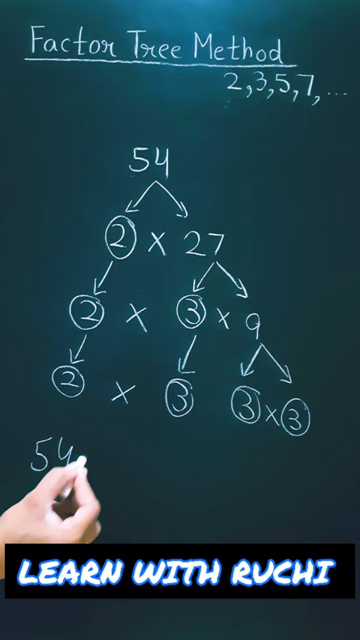 Factor Tree Method
2,3,5,7,...
54
2 × 27
2 × 3 × 9
2 × 3 3 × 3
54
LEARN WITH RUCHI